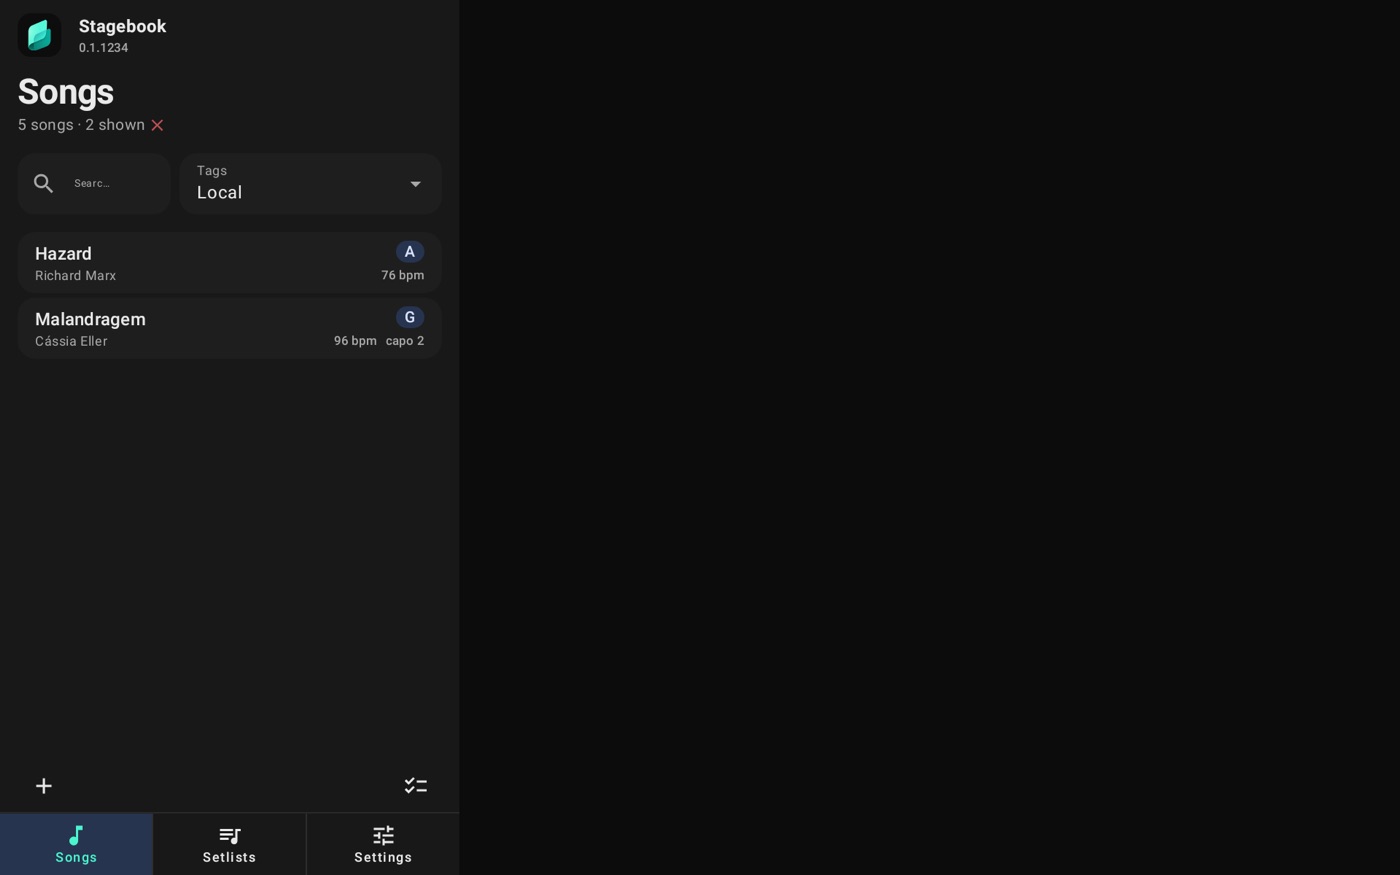 Stagebook
0.1.1234
Songs
5 songs · 2 shown
Searc...
Tags
Local
Hazard
A
Richard Marx
76 bpm
Malandragem
G
Cássia Eller
96 bpm capo 2
Songs
Setlists
Settings